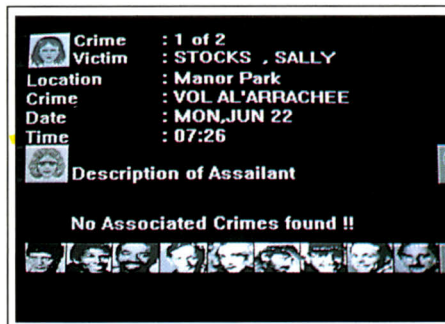 Crime : 1 of 2
Victim : STOCKS , SALLY
Location : Manor Park
Crime : VOL AL'ARRACHEE
Date : MON,JUN 22
Time : 07:26
Description of Assailant
No Associated Crimes found !!